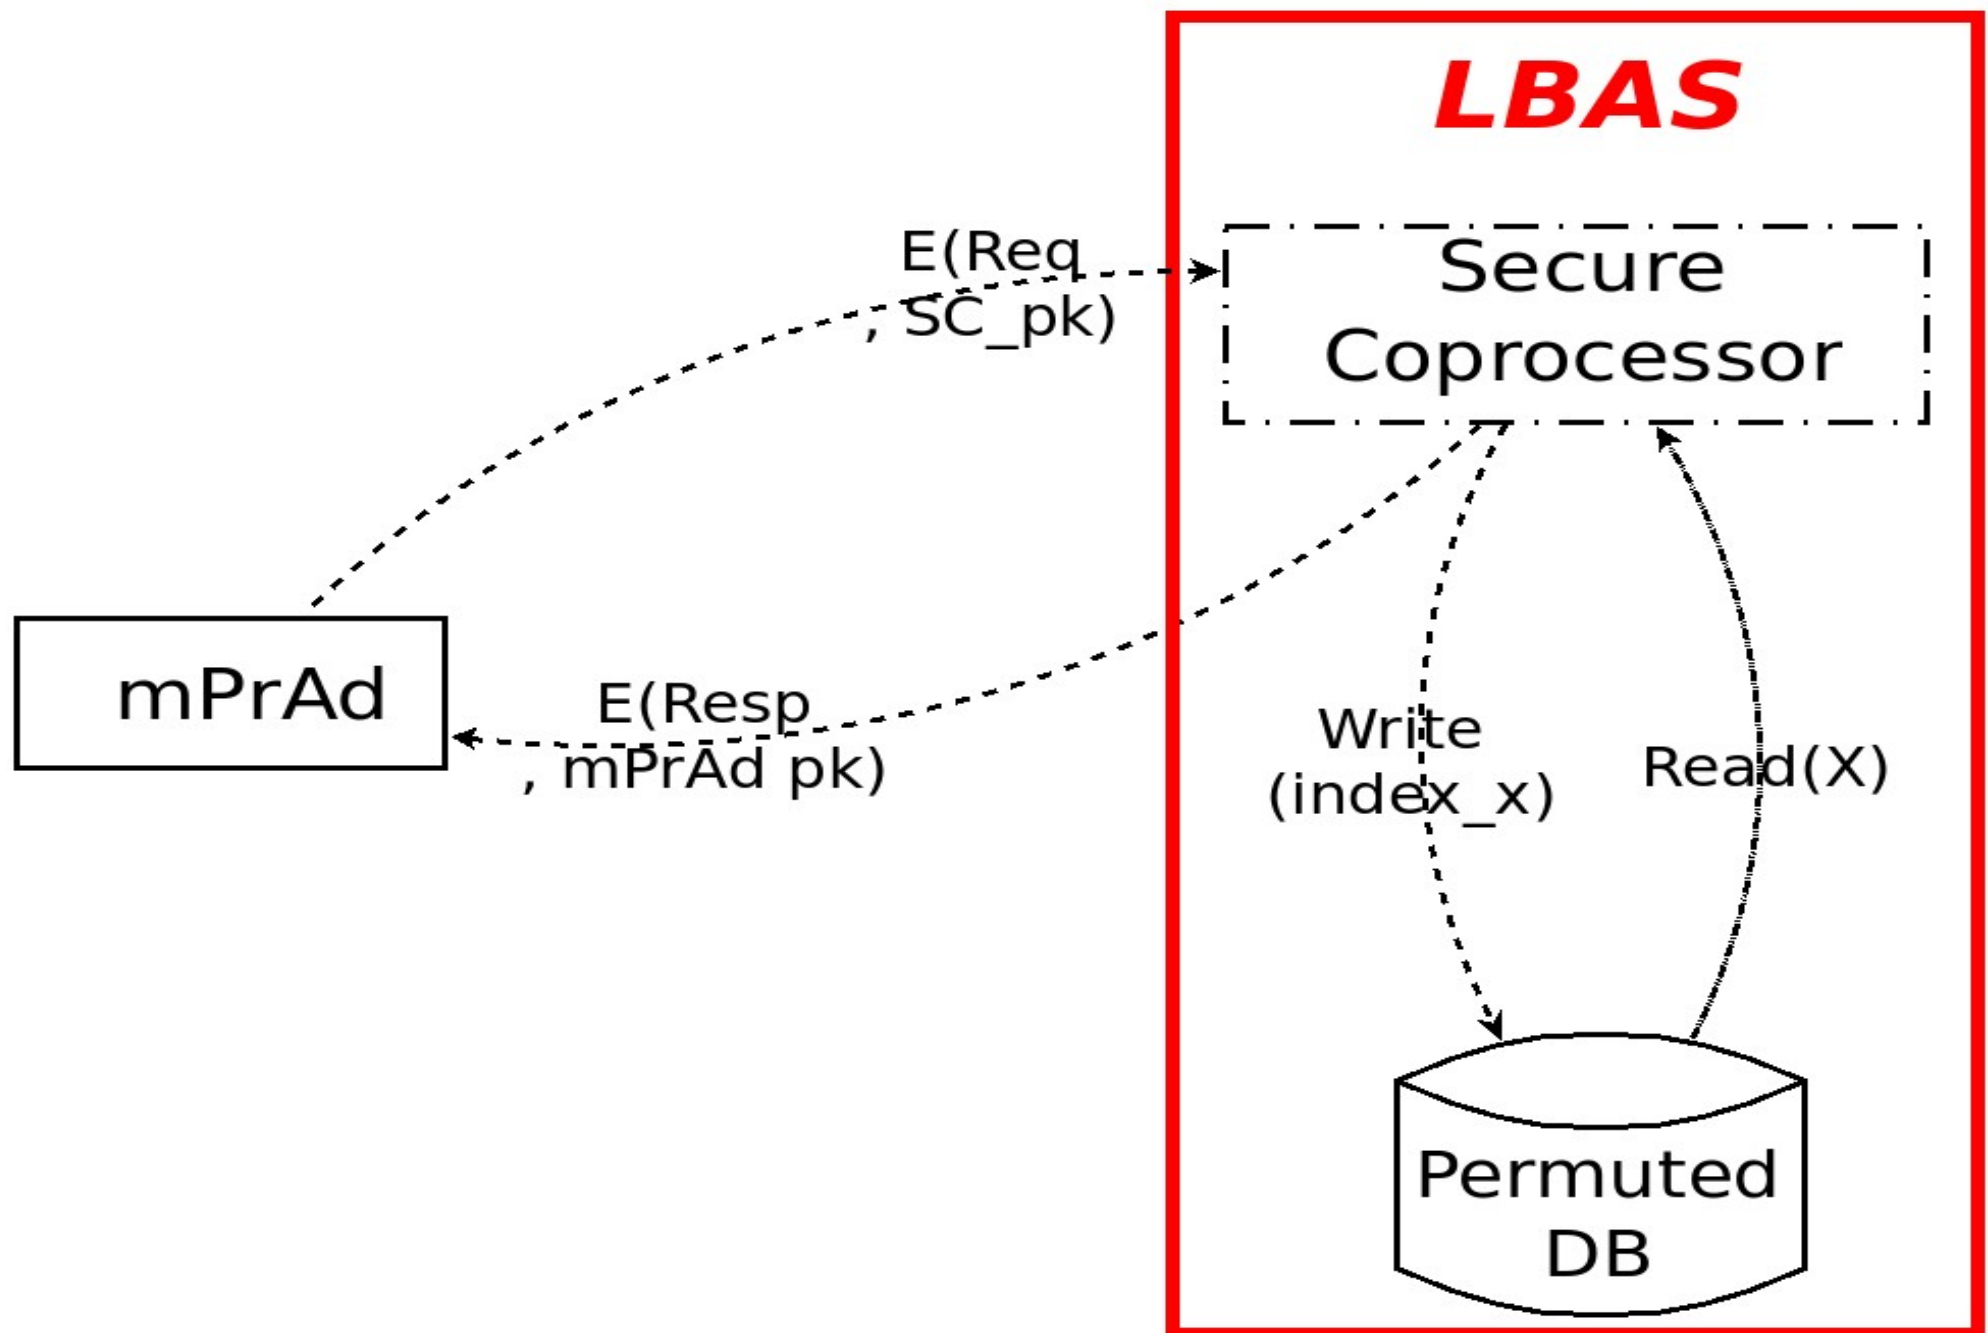 LBAS
E(Req
, SC_pk)
Secure
Coprocessor
mPrAd
E(Resp
, mPrAd pk)
Write
(index_x)
Read(X)
Permuted
DB